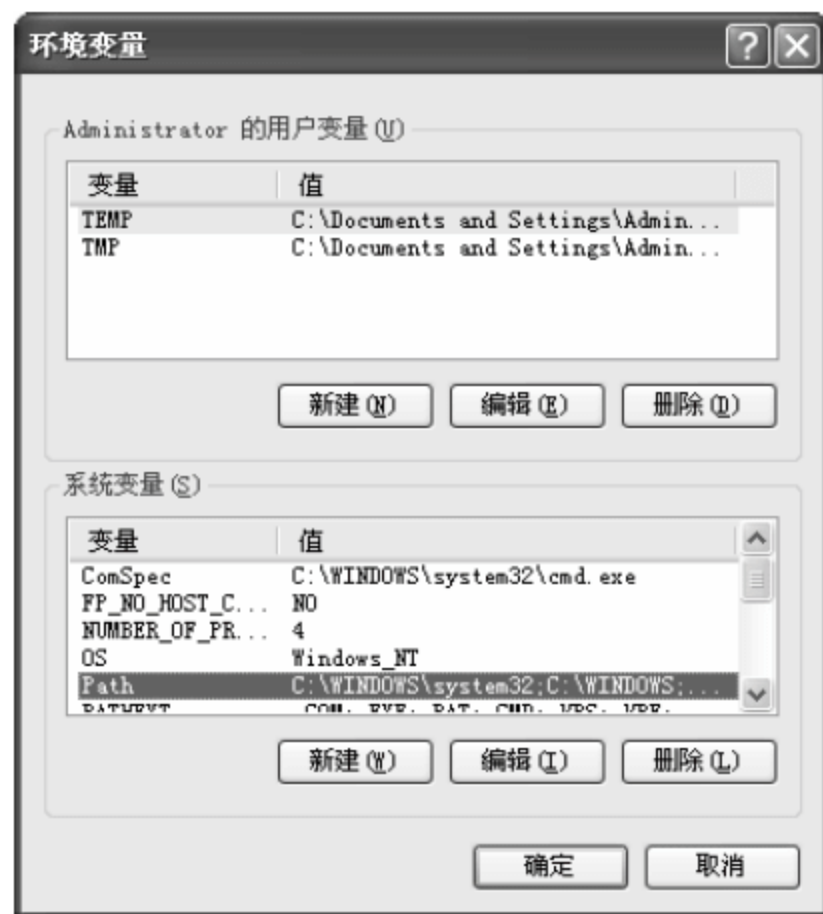 环境变量
Administrator 的用户变量(U)
变量 值
TEMP C:\Documents and Settings\Admin...
TMP C:\Documents and Settings\Admin...
新建(N) 编辑(E) 删除(D)
系统变量(S)
变量 值
ComSpec C:\WINDOWS\system32\cmd.exe
FP_NO_HOST_C... NO
NUMBER_OF_PR... 4
OS Windows_NT
Path C:\WINDOWS\system32;C:\WINDOWS;...
PATHEXT
新建(W) 编辑(I) 删除(L)
确定 取消